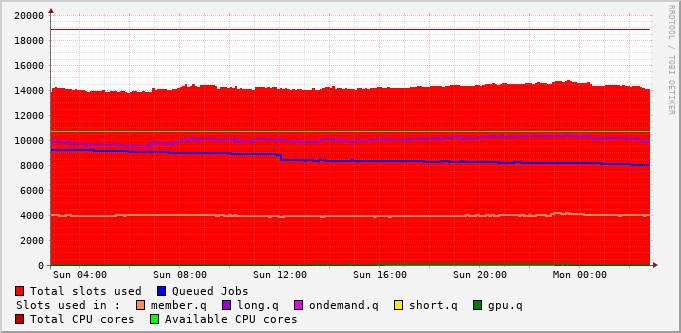 RRDTOOL / TOBI OETIKER
20000
18000
16000
14000
12000
10000
8000
6000
4000
2000
0
Sun 04:00 Sun 08:00 Sun 12:00 Sun 16:00 Sun 20:00 Mon 00:00
Total slots used Queued Jobs
Slots used in : member.q long.q ondemand.q short.q gpu.q
Total CPU cores Available CPU cores